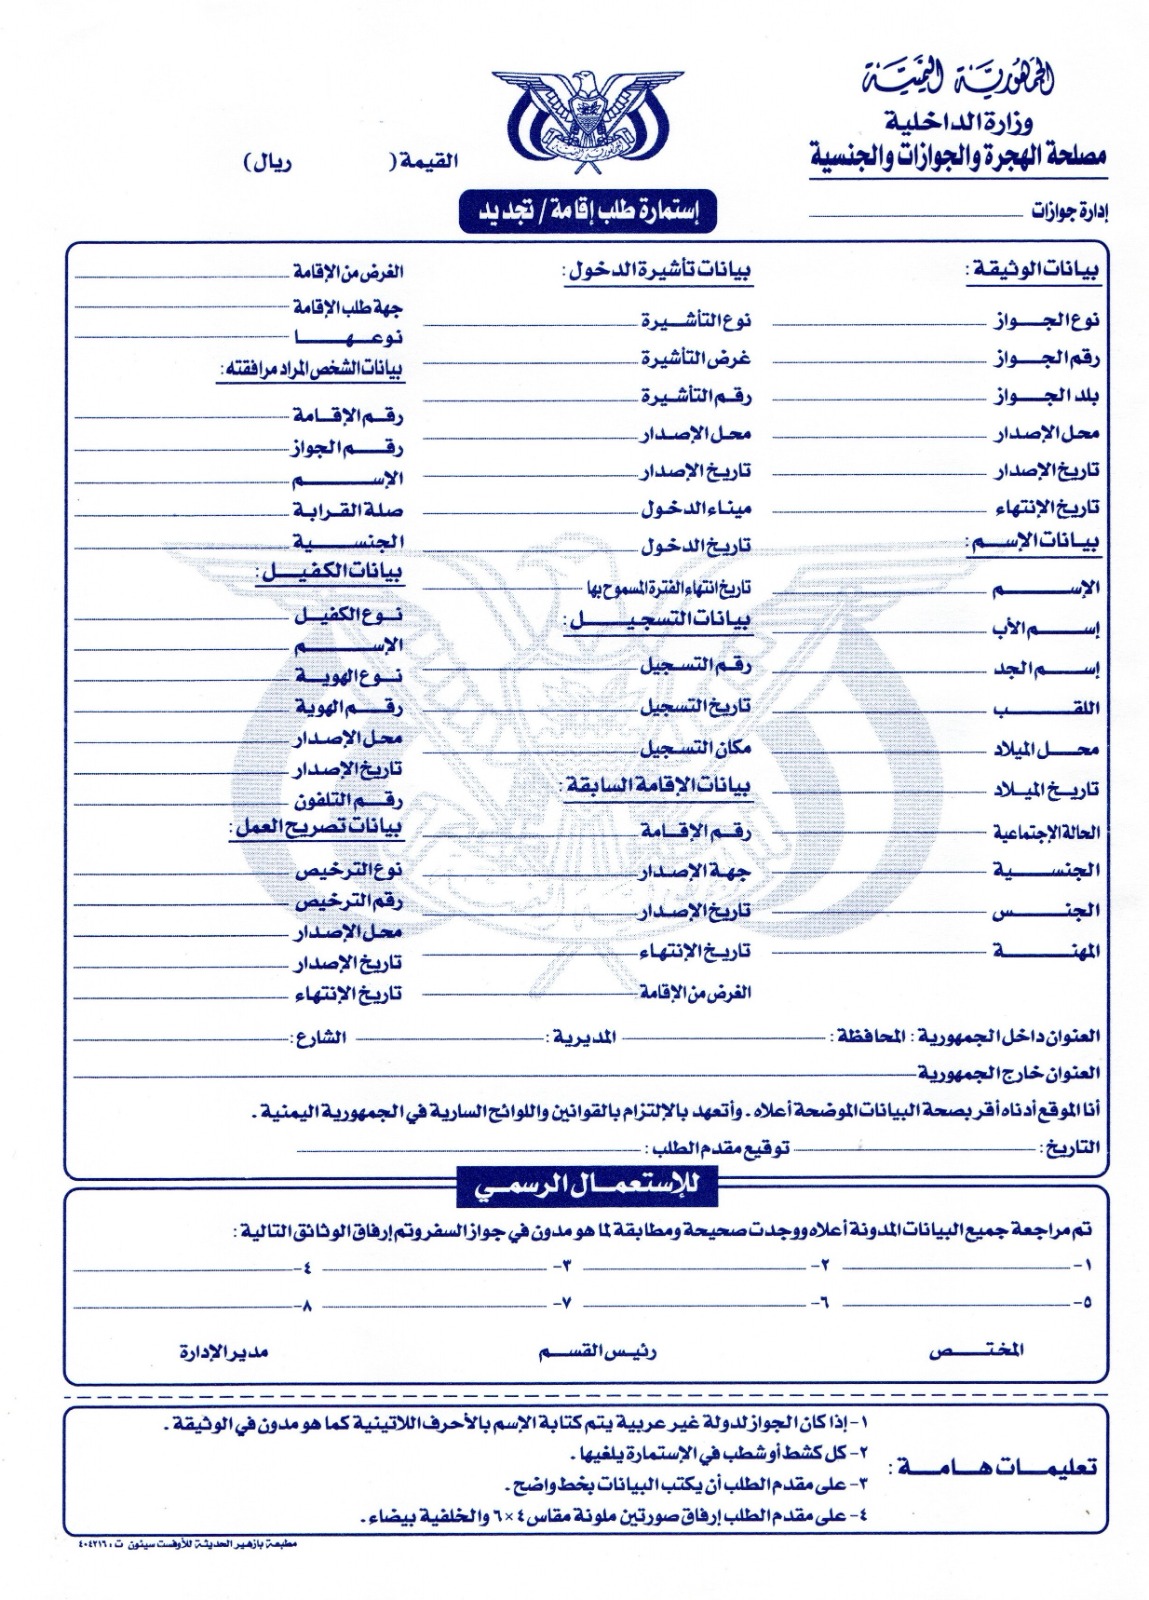 الجمهورية اليمنية
وزارة الداخلية
مصلحة الهجرة والجوازات والجنسية
إدارة جوازات
القيمة ( ريال)
إستمارة طلب إقامة / تجديد
بيانات الوثيقة :
نوع الجواز
رقم الجواز
بلد الجواز
محل الإصدار
تاريخ الإصدار
تاريخ الإنتهاء
بيانات الإسم :
الإسم
إسم الأب
إسم الجد
اللقب
محل الميلاد
تاريخ الميلاد
الحالة الإجتماعية
الجنسية
الجنس
المهنة
بيانات تأشيرة الدخول :
نوع التأشيرة
غرض التأشيرة
رقم التأشيرة
محل الإصدار
تاريخ الإصدار
ميناء الدخول
تاريخ الدخول
تاريخ انتهاء الفترة المسموح بها
بيانات التسجيل :
رقم التسجيل
تاريخ التسجيل
مكان التسجيل
بيانات الإقامة السابقة :
رقم الإقامة
جهة الإصدار
تاريخ الإصدار
تاريخ الإنتهاء
الغرض من الإقامة
الغرض من الإقامة
جهة طلب الإقامة
نوعها
بيانات الشخص المراد مرافقته :
رقم الإقامة
رقم الجواز
الإسم
صلة القرابة
الجنسية
بيانات الكفيل :
نوع الكفيل
الإسم
نوع الهوية
رقم الهوية
محل الإصدار
تاريخ الإصدار
رقم التلفون
بيانات تصريح العمل :
نوع الترخيص
رقم الترخيص
محل الإصدار
تاريخ الإصدار
تاريخ الإنتهاء
العنوان داخل الجمهورية : المحافظة : المديرية : الشارع :
العنوان خارج الجمهورية
أنا الموقع أدناه أقر بصحة البيانات الموضحة أعلاه . وأتعهد بالإلتزام بالقوانين واللوائح السارية في الجمهورية اليمنية .
التاريخ : توقيع مقدم الطلب :
للإستعمال الرسمي
تم مراجعة جميع البيانات المدونة أعلاه ووجدت صحيحة ومطابقة لما هو مدون في جواز السفر وتم إرفاق الوثائق التالية :
١- ٢- ٣- ٤-
٥- ٦- ٧- ٨-
المختص رئيس القسم مدير الإدارة
تعليمات هامة :
١- إذا كان الجواز لدولة غير عربية يتم كتابة الإسم بالأحرف اللاتينية كما هو مدون في الوثيقة .
٢- كل كشط أو شطب في الإستمارة يلغيها .
٣- على مقدم الطلب أن يكتب البيانات بخط واضح .
٤- على مقدم الطلب إرفاق صورتين ملونة مقاس ٤ × ٦ والخلفية بيضاء .
مطبعة بازهير الحديثة للأوفست سيئون ت : ٤٠٤٢١٦